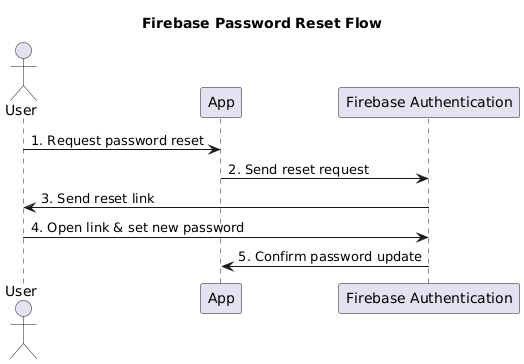 Firebase Password Reset Flow
User
App
Firebase Authentication
1. Request password reset
2. Send reset request
3. Send reset link
4. Open link & set new password
5. Confirm password update
User
App
Firebase Authentication